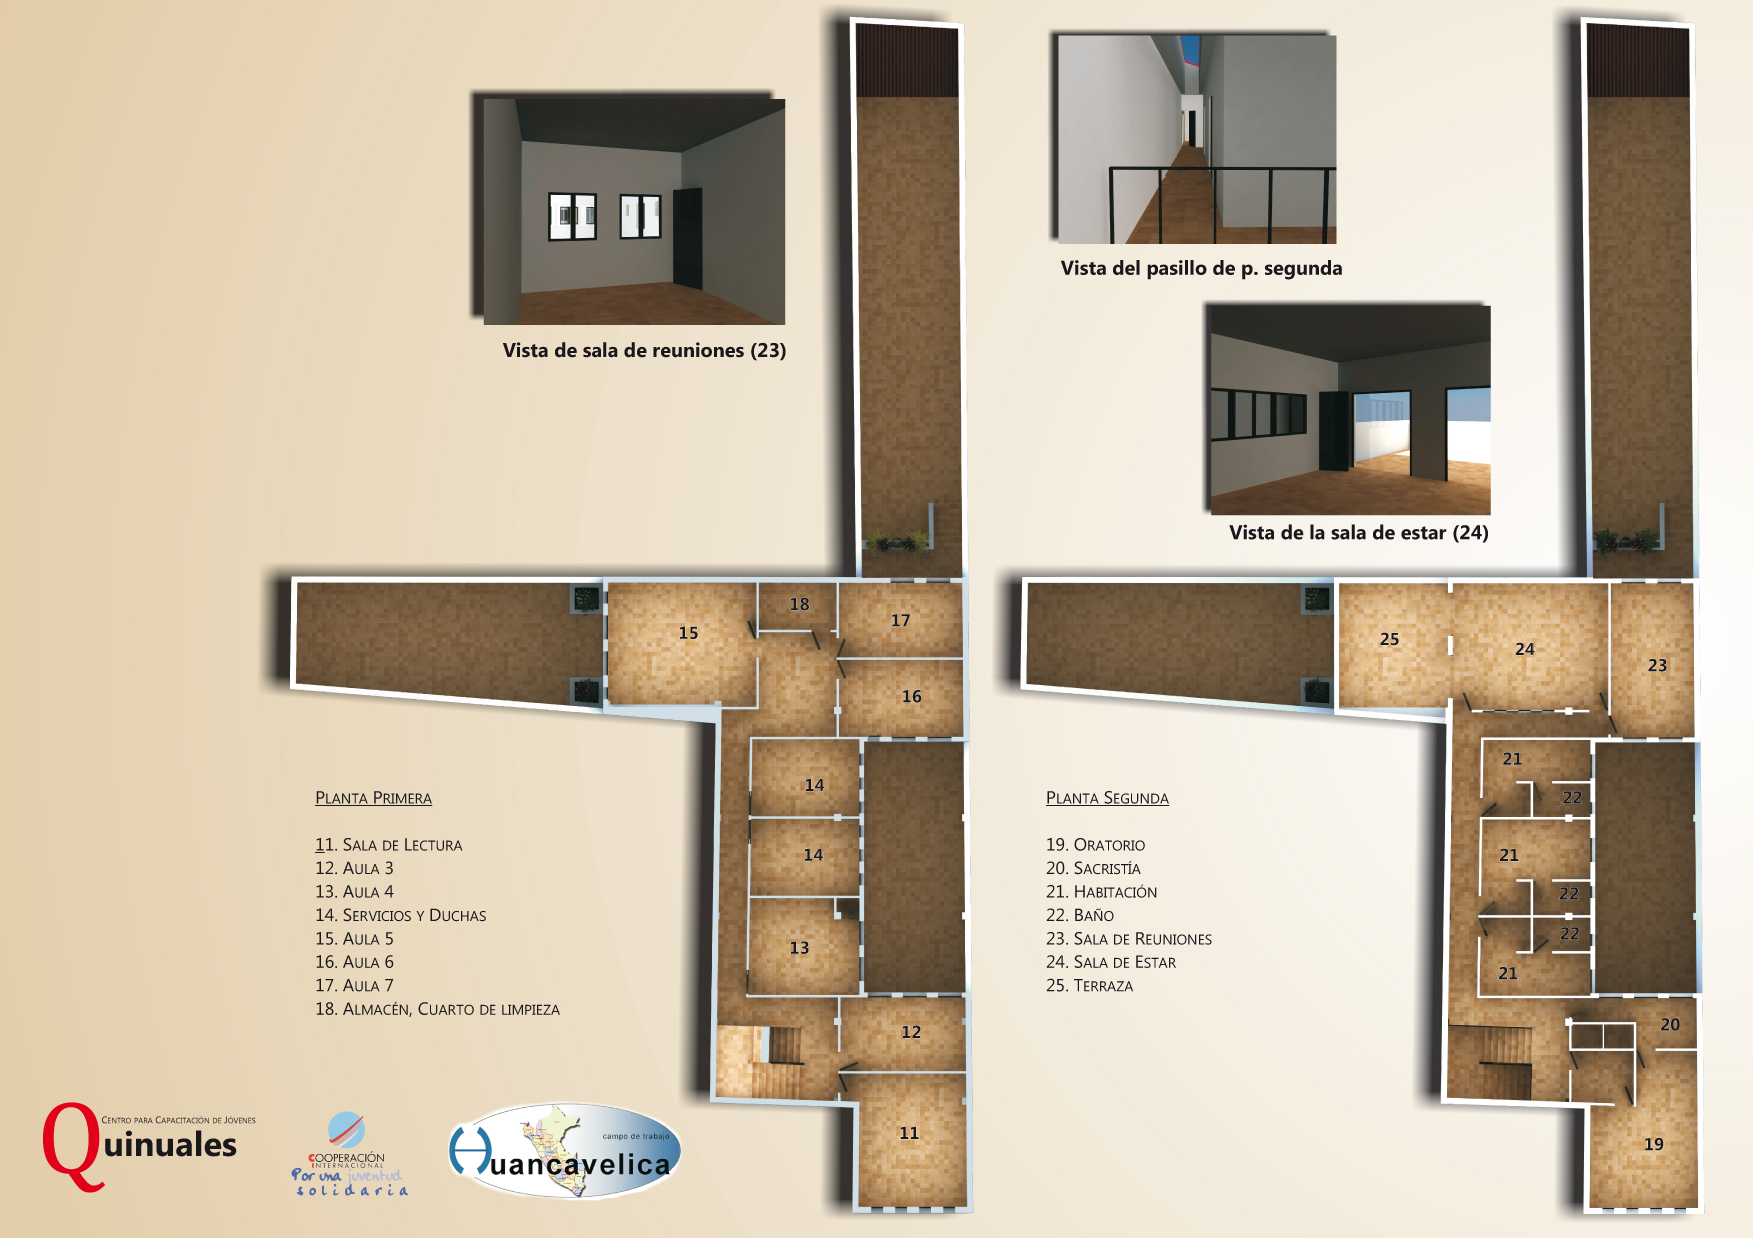 Vista de sala de reuniones (23)
Vista del pasillo de p. segunda
Vista de la sala de estar (24)
15
18
17
16
14
14
13
12
11
25
24
23
21
22
21
22
22
21
20
19
Planta Primera
11. Sala de Lectura
12. Aula 3
13. Aula 4
14. Servicios y Duchas
15. Aula 5
16. Aula 6
17. Aula 7
18. Almacén, Cuarto de limpieza
Planta Segunda
19. Oratorio
20. Sacristía
21. Habitación
22. Baño
23. Sala de Reuniones
24. Sala de Estar
25. Terraza
Centro para Capacitación de Jóvenes
Quinuales
COOPERACIÓN
INTERNACIONAL
Por una juventud
solidaria
campo de trabajo
Huancavelica